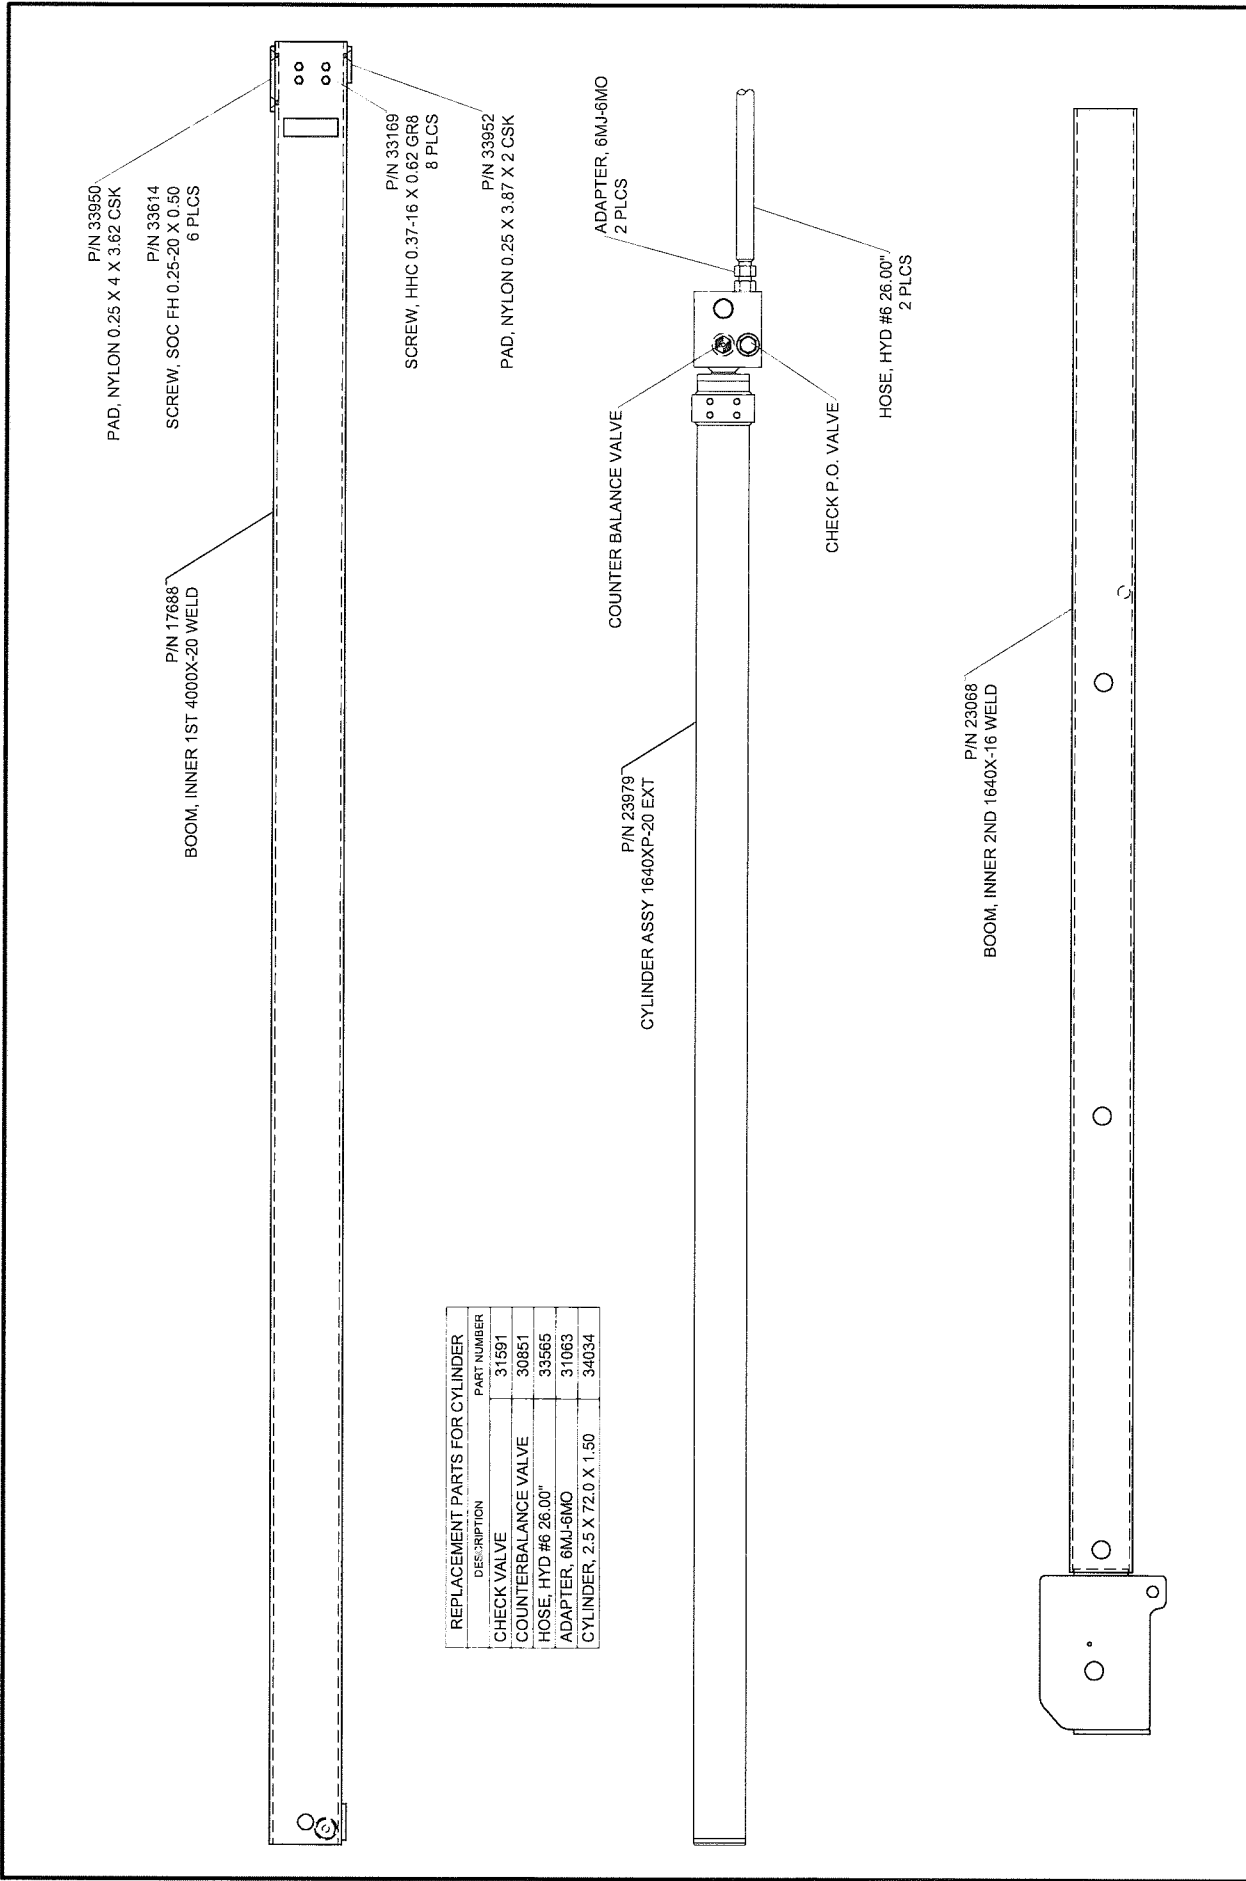 P/N 33950
PAD, NYLON 0.25 X 4 X 3.62 CSK
P/N 33614
SCREW, SOC FH 0.25-20 X 0.50
6 PLCS
P/N 17688
BOOM, INNER 1ST 4000X-20 WELD
P/N 33169
SCREW, HHC 0.37-16 X 0.62 GR8
8 PLCS
P/N 33952
PAD, NYLON 0.25 X 3.87 X 2 CSK
REPLACEMENT PARTS FOR CYLINDER
DESCRIPTION PART NUMBER
CHECK VALVE 31591
COUNTERBALANCE VALVE 30851
HOSE, HYD #6 26.00" 33565
ADAPTER, 6MJ-6MO 31063
CYLINDER, 2.5 X 72.0 X 1.50 34034
ADAPTER, 6MJ-6MO
2 PLCS
COUNTER BALANCE VALVE
P/N 23979
CYLINDER ASSY 1640XP-20 EXT
CHECK P.O. VALVE
HOSE, HYD #6 26.00"
2 PLCS
P/N 23068
BOOM, INNER 2ND 1640X-16 WELD